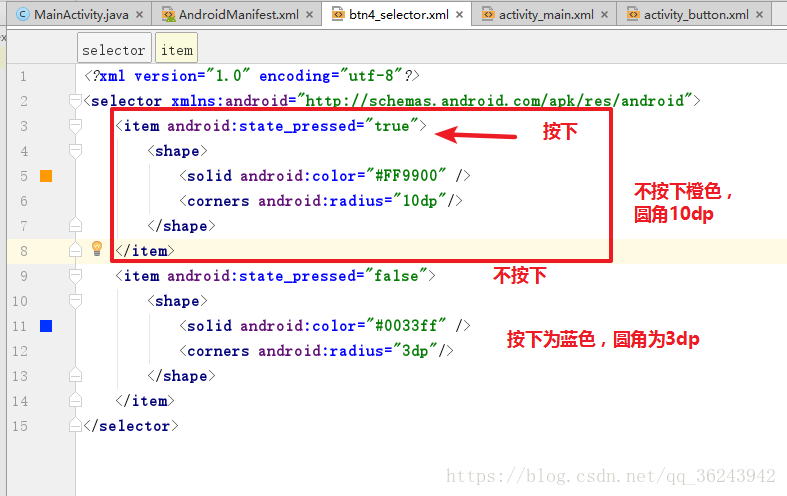 MainActivity.java × AndroidManifest.xml × btn4_selector.xml × activity_main.xml × activity_button.xml ×
selector item
1 <?xml version="1.0" encoding="utf-8"?>
2 <selector xmlns:android="http://schemas.android.com/apk/res/android">
3 <item android:state_pressed="true"> 按下
4 <shape>
5 <solid android:color="#FF9900" />
6 <corners android:radius="10dp"/>
不按下橙色，
圆角10dp
7 </shape>
8 </item>
9 <item android:state_pressed="false"> 不按下
10 <shape>
11 <solid android:color="#0033ff" />
按下为蓝色，圆角为3dp
12 <corners android:radius="3dp"/>
13 </shape>
14 </item>
15 </selector>
https://blog.csdn.net/qq_36243942